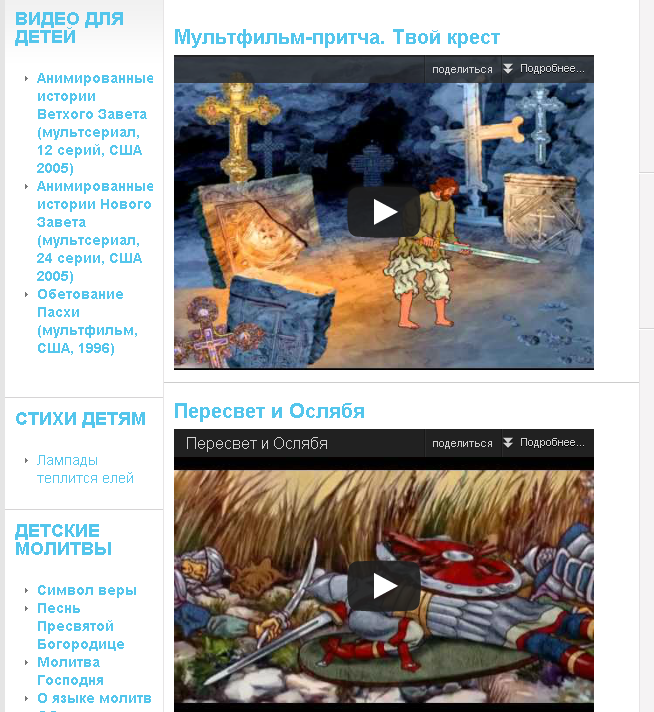 ВИДЕО ДЛЯ
ДЕТЕЙ
Анимированные
истории
Ветхого Завета
(мультсериал,
12 серий, США
2005)
Анимированные
истории Нового
Завета
(мультсериал,
24 серии, США
2005)
Обетование
Пасхи
(мультфильм,
США, 1996)
СТИХИ ДЕТЯМ
Лампады
теплится елей
ДЕТСКИЕ
МОЛИТВЫ
Символ веры
Песнь
Пресвятой
Богородице
Молитва
Господня
О языке молитв
Мультфильм-притча. Твой крест
поделиться Подробнее...
Пересвет и Ослябя
Пересвет и Ослябя поделиться Подробнее...